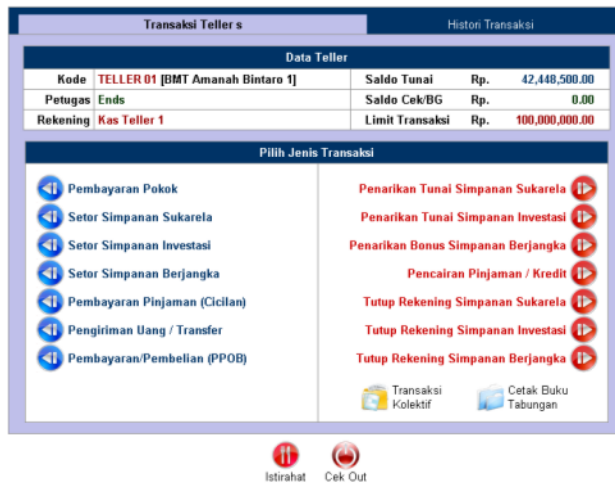 Transaksi Teller s
Histori Transaksi
Data Teller
Kode TELLER 01 [BMT Amanah Bintaro 1] Saldo Tunai Rp. 42,448,500.00
Petugas Ends Saldo Cek/BG Rp. 0.00
Rekening Kas Teller 1 Limit Transaksi Rp. 100,000,000.00
Pilih Jenis Transaksi
Pembayaran Pokok
Setor Simpanan Sukarela
Setor Simpanan Investasi
Setor Simpanan Berjangka
Pembayaran Pinjaman (Cicilan)
Pengiriman Uang / Transfer
Pembayaran/Pembelian (PPOB)
Penarikan Tunai Simpanan Sukarela
Penarikan Tunai Simpanan Investasi
Penarikan Bonus Simpanan Berjangka
Pencairan Pinjaman / Kredit
Tutup Rekening Simpanan Sukarela
Tutup Rekening Simpanan Investasi
Tutup Rekening Simpanan Berjangka
Transaksi
Kolektif
Cetak Buku
Tabungan
Istirahat
Cek Out